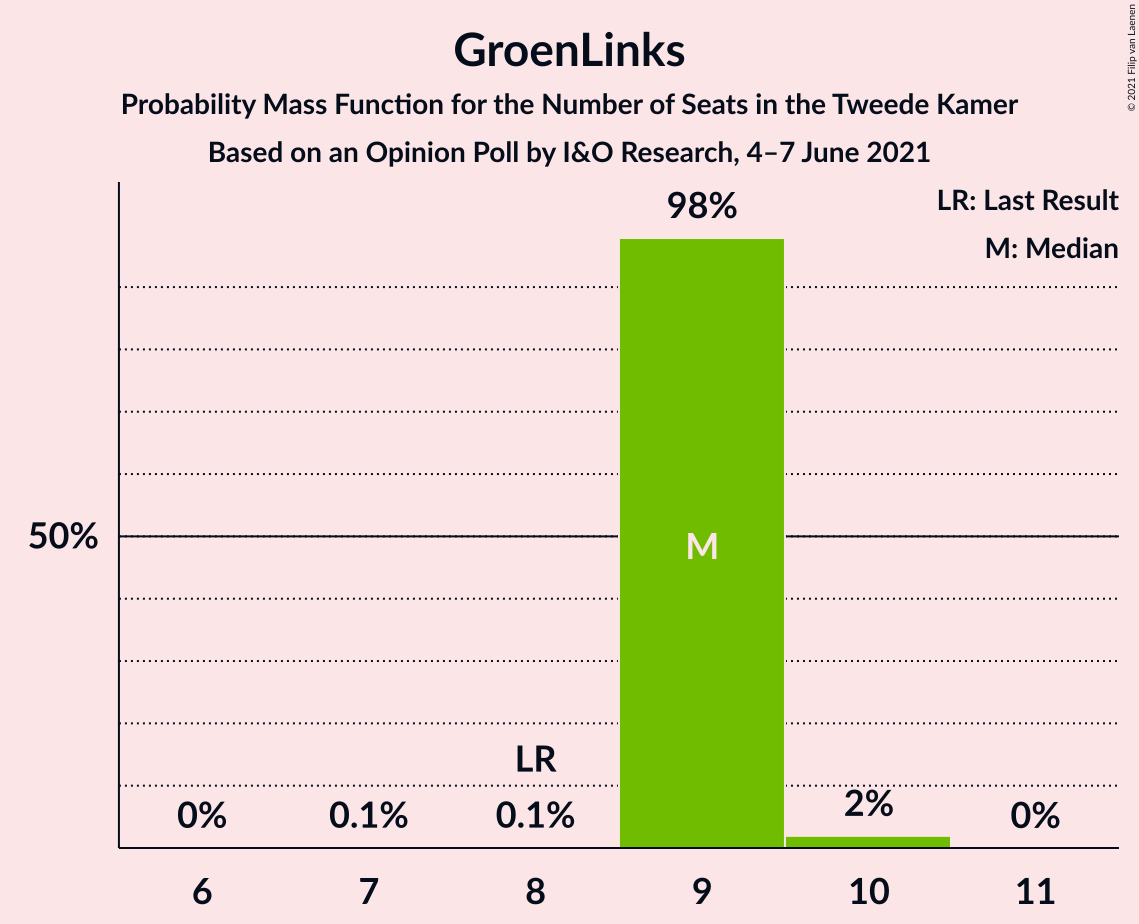 GroenLinks
Probability Mass Function for the Number of Seats in the Tweede Kamer
Based on an Opinion Poll by I&O Research, 4–7 June 2021
© 2021 Filip van Laenen
LR: Last Result
M: Median
98%
50%
M
LR
0%
0.1%
0.1%
2%
0%
6
7
8
9
10
11